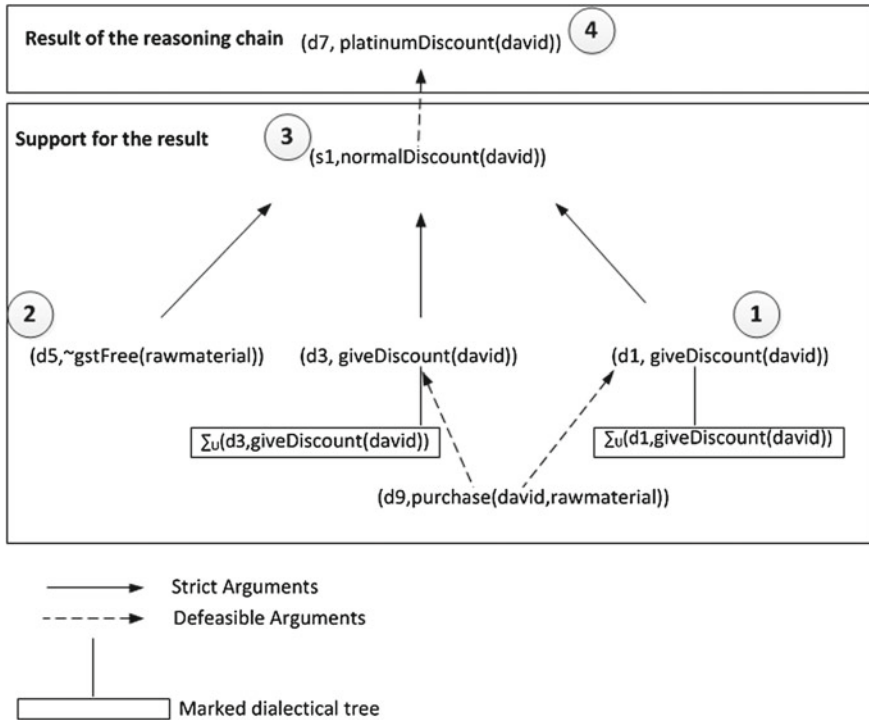 Result of the reasoning chain (d7, platinumDiscount(david)) 4
Support for the result 3
(s1,normalDiscount(david))
2 1
(d5,~gstFree(rawmaterial)) (d3, giveDiscount(david)) (d1, giveDiscount(david))
∑υ(d3,giveDiscount(david)) ∑υ(d1,giveDiscount(david))
(d9,purchase(david,rawmaterial))
Strict Arguments
Defeasible Arguments
Marked dialectical tree